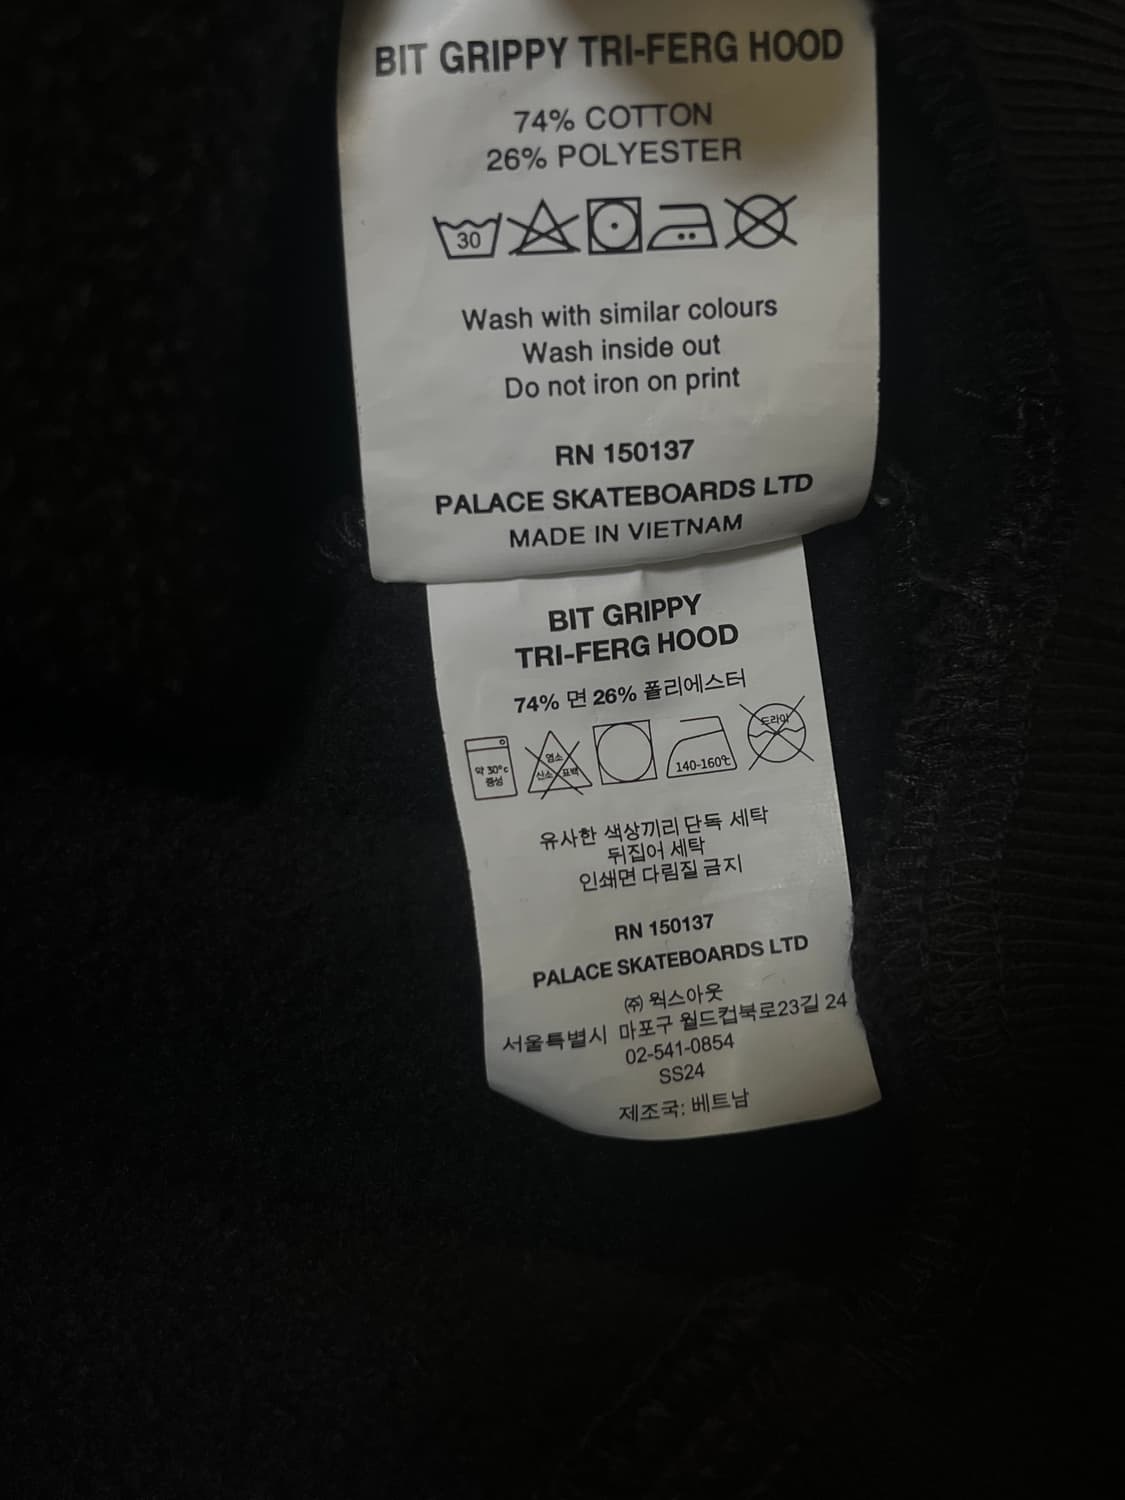 BIT GRIPPY TRI-FERG HOOD
74% COTTON
26% POLYESTER
30
Wash with similar colours
Wash inside out
Do not iron on print
RN 150137
PALACE SKATEBOARDS LTD
MADE IN VIETNAM
BIT GRIPPY
TRI-FERG HOOD
74% 면 26% 폴리에스터
약 30°c
중성
염소
산소 표백
140-160℃
드라이
유사한 색상끼리 단독 세탁
뒤집어 세탁
인쇄면 다림질 금지
RN 150137
PALACE SKATEBOARDS LTD
㈜ 웍스아웃
서울특별시 마포구 월드컵북로23길 24
02-541-0854
SS24
제조국: 베트남